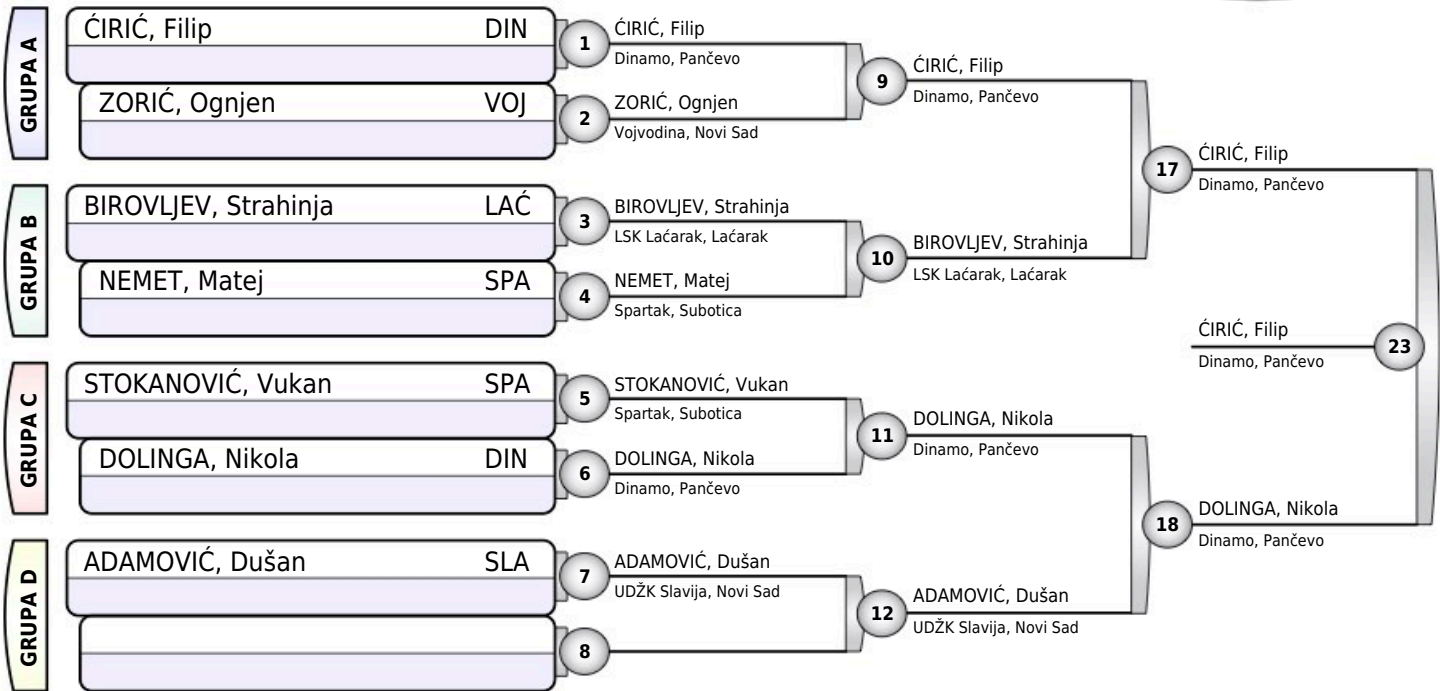 GRUPA A
ĆIRIĆ, Filip DIN
ZORIĆ, Ognjen VOJ
GRUPA B
BIROVLJEV, Strahinja LAĆ
NEMET, Matej SPA
GRUPA C
STOKANOVIĆ, Vukan SPA
DOLINGA, Nikola DIN
GRUPA D
ADAMOVIĆ, Dušan SLA
1
ĆIRIĆ, Filip
Dinamo, Pančevo
2
ZORIĆ, Ognjen
Vojvodina, Novi Sad
3
BIROVLJEV, Strahinja
LSK Laćarak, Laćarak
4
NEMET, Matej
Spartak, Subotica
5
STOKANOVIĆ, Vukan
Spartak, Subotica
6
DOLINGA, Nikola
Dinamo, Pančevo
7
ADAMOVIĆ, Dušan
UDŽK Slavija, Novi Sad
8
9
ĆIRIĆ, Filip
Dinamo, Pančevo
10
BIROVLJEV, Strahinja
LSK Laćarak, Laćarak
11
DOLINGA, Nikola
Dinamo, Pančevo
12
ADAMOVIĆ, Dušan
UDŽK Slavija, Novi Sad
17
ĆIRIĆ, Filip
Dinamo, Pančevo
18
DOLINGA, Nikola
Dinamo, Pančevo
ĆIRIĆ, Filip
Dinamo, Pančevo
23